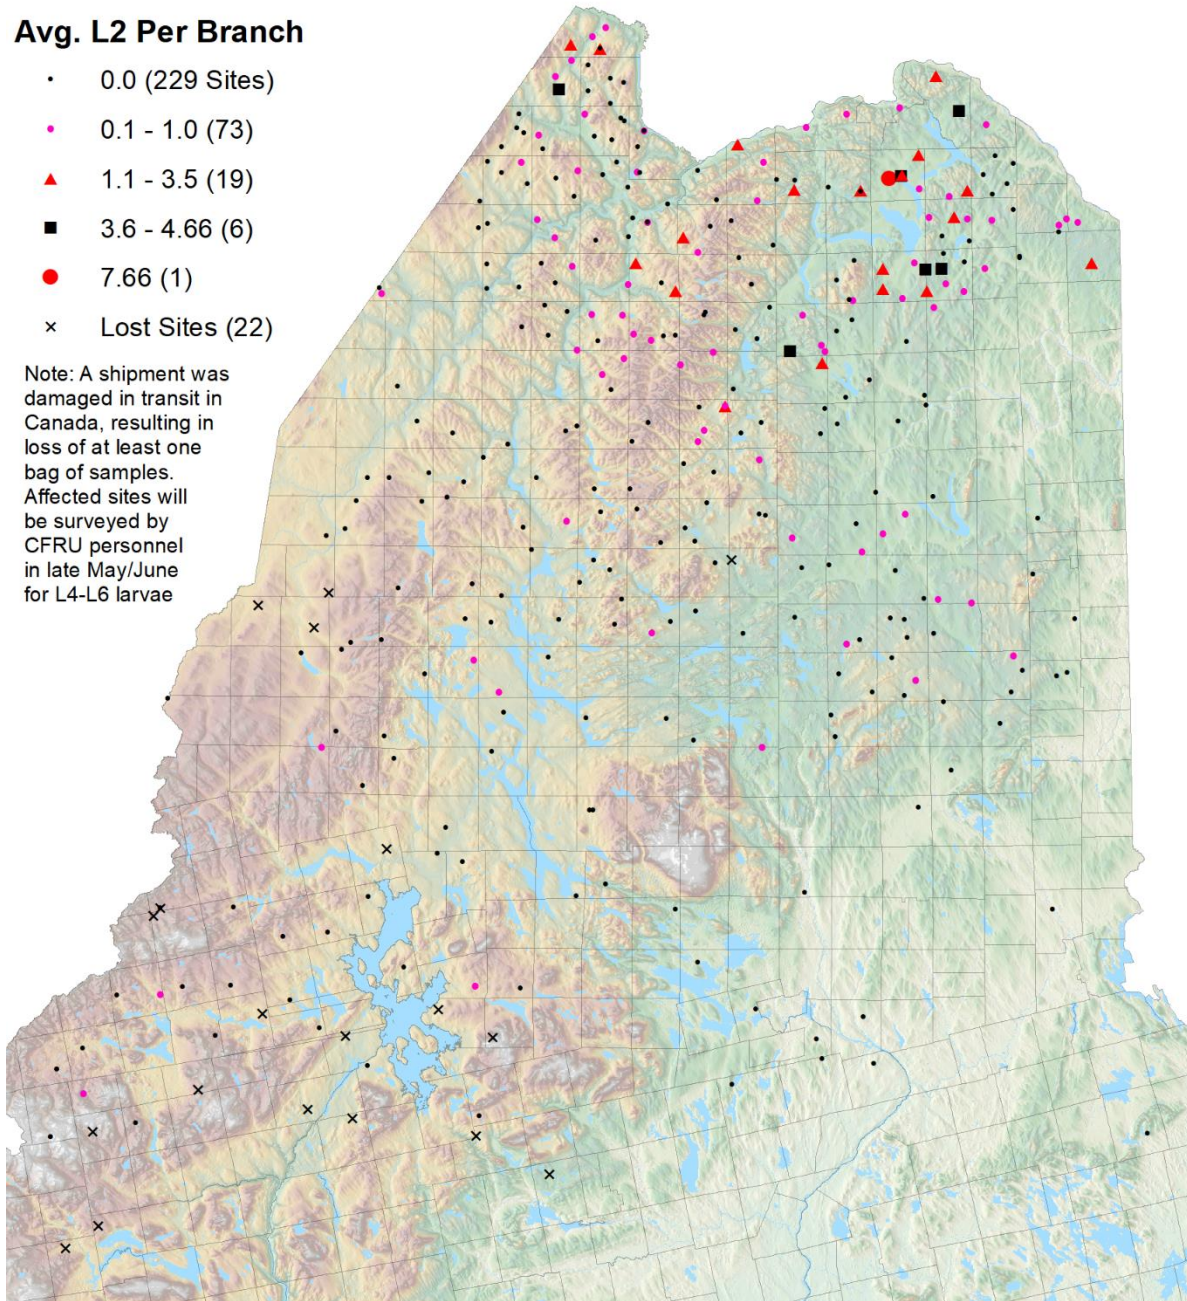 Avg. L2 Per Branch
0.0 (229 Sites)
0.1 - 1.0 (73)
1.1 - 3.5 (19)
3.6 - 4.66 (6)
7.66 (1)
Lost Sites (22)
Note: A shipment was
damaged in transit in
Canada, resulting in
loss of at least one
bag of samples.
Affected sites will
be surveyed by
CFRU personnel
in late May/June
for L4-L6 larvae